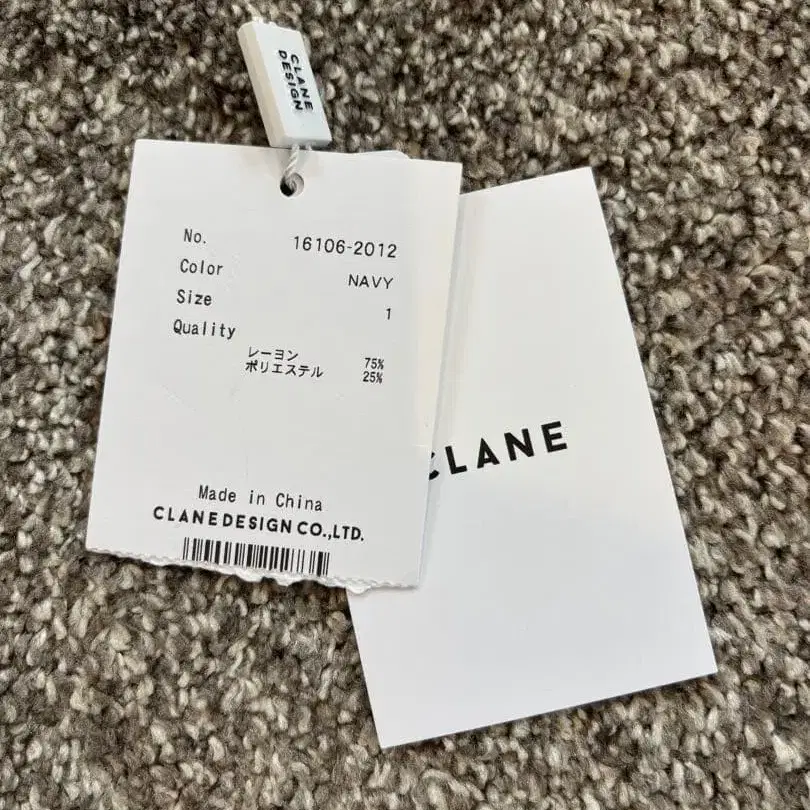 CLANE
DESIGN
No. 16106-2012
Color NAVY
Size 1
Quality
レーヨン 75%
ポリエステル 25%
Made in China
CLANE DESIGN CO.,LTD.
CLANE